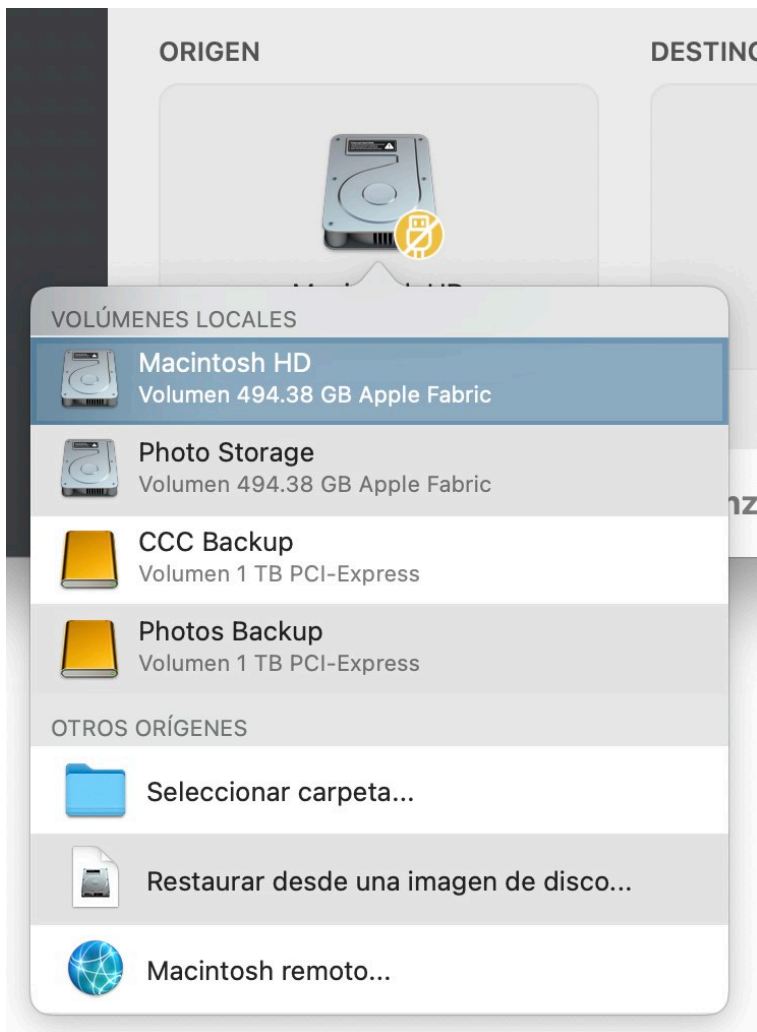 ORIGEN
DESTINO
VOLÚMENES LOCALES
Macintosh HD
Volumen 494.38 GB Apple Fabric
Photo Storage
Volumen 494.38 GB Apple Fabric
CCC Backup
Volumen 1 TB PCI-Express
Photos Backup
Volumen 1 TB PCI-Express
OTROS ORÍGENES
Seleccionar carpeta...
Restaurar desde una imagen de disco...
Macintosh remoto...